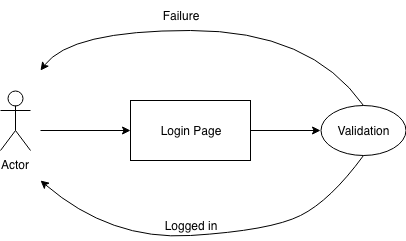 Failure
Login Page
Validation
Actor
Logged in